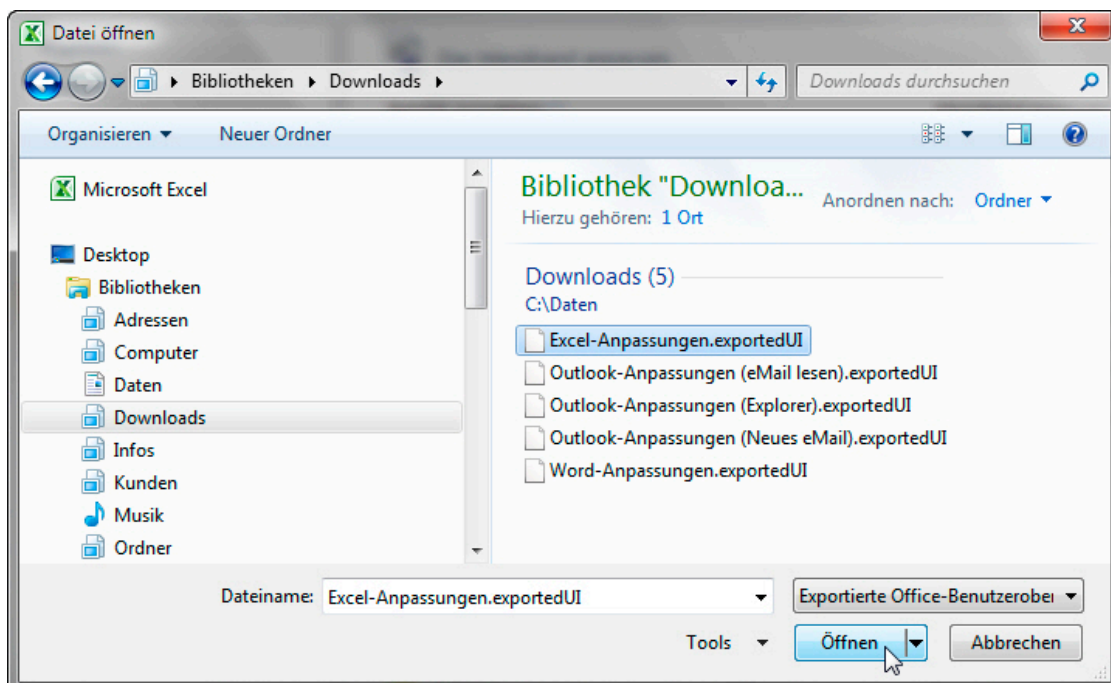 Datei öffnen
Bibliotheken
Downloads
Downloads durchsuchen
Organisieren
Neuer Ordner
Microsoft Excel
Desktop
Bibliotheken
Adressen
Computer
Daten
Downloads
Infos
Kunden
Musik
Ordner
Bibliothek "Downloa...
Hierzu gehören: 1 Ort
Anordnen nach: Ordner
Downloads (5)
C:\Daten
Excel-Anpassungen.exportedUI
Outlook-Anpassungen (eMail lesen).exportedUI
Outlook-Anpassungen (Explorer).exportedUI
Outlook-Anpassungen (Neues eMail).exportedUI
Word-Anpassungen.exportedUI
Dateiname: Excel-Anpassungen.exportedUI
Exportierte Office-Benutzerober
Tools
Öffnen
Abbrechen